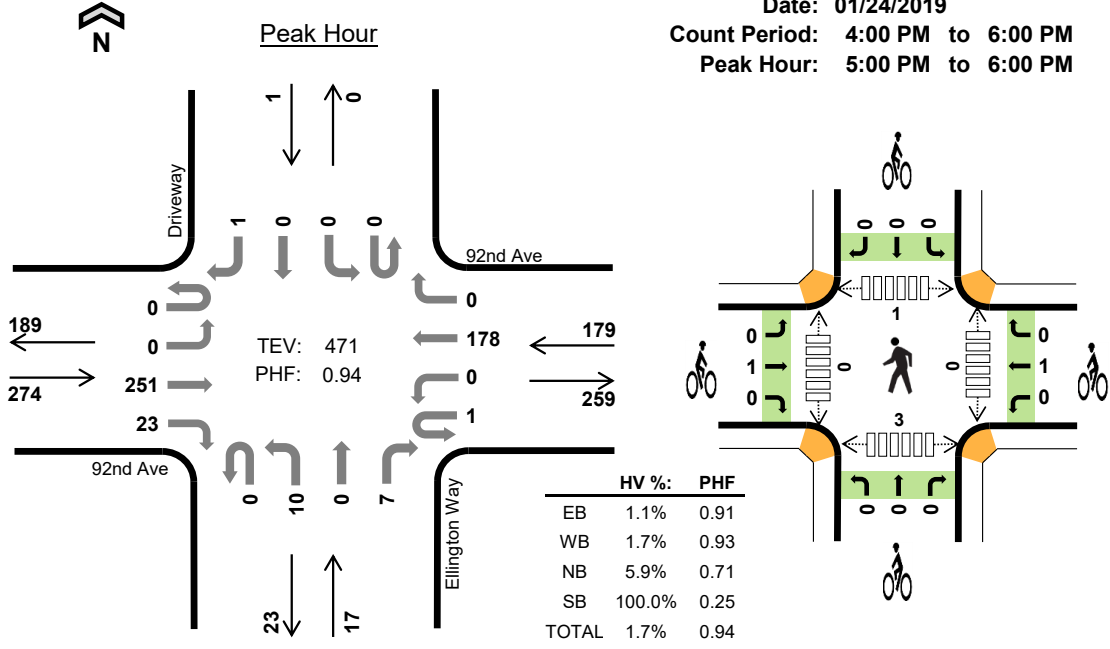 Date: 01/24/2019
Count Period: 4:00 PM to 6:00 PM
Peak Hour: 5:00 PM to 6:00 PM
N
Peak Hour
1
0
Driveway
1
0
0
0
92nd Ave
0
0
251
23
189
274
TEV: 471
PHF: 0.94
0
178
0
1
179
259
92nd Ave
0
10
0
7
Ellington Way
23
17
HV %: PHF
EB 1.1% 0.91
WB 1.7% 0.93
NB 5.9% 0.71
SB 100.0% 0.25
TOTAL 1.7% 0.94
0 0 0
1
0
1
0
0
0
0
1
0
3
0 0 0